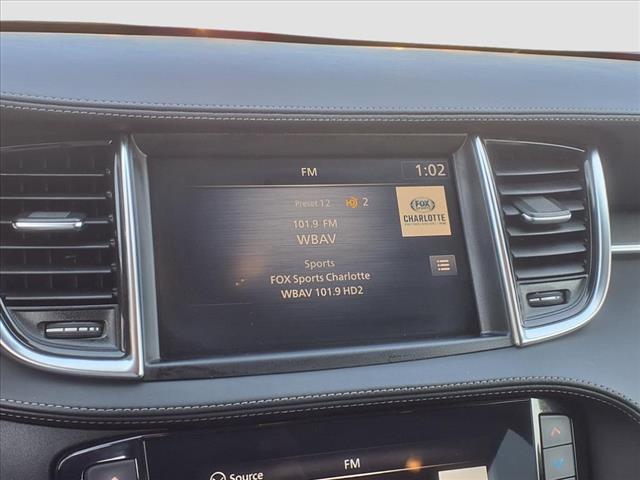 FM
1:02
Preset 12
HD 2
FOX
CHARLOTTE
101.9 FM
WBAV
Sports
FOX Sports Charlotte
WBAV 101.9 HD2
FM
Source